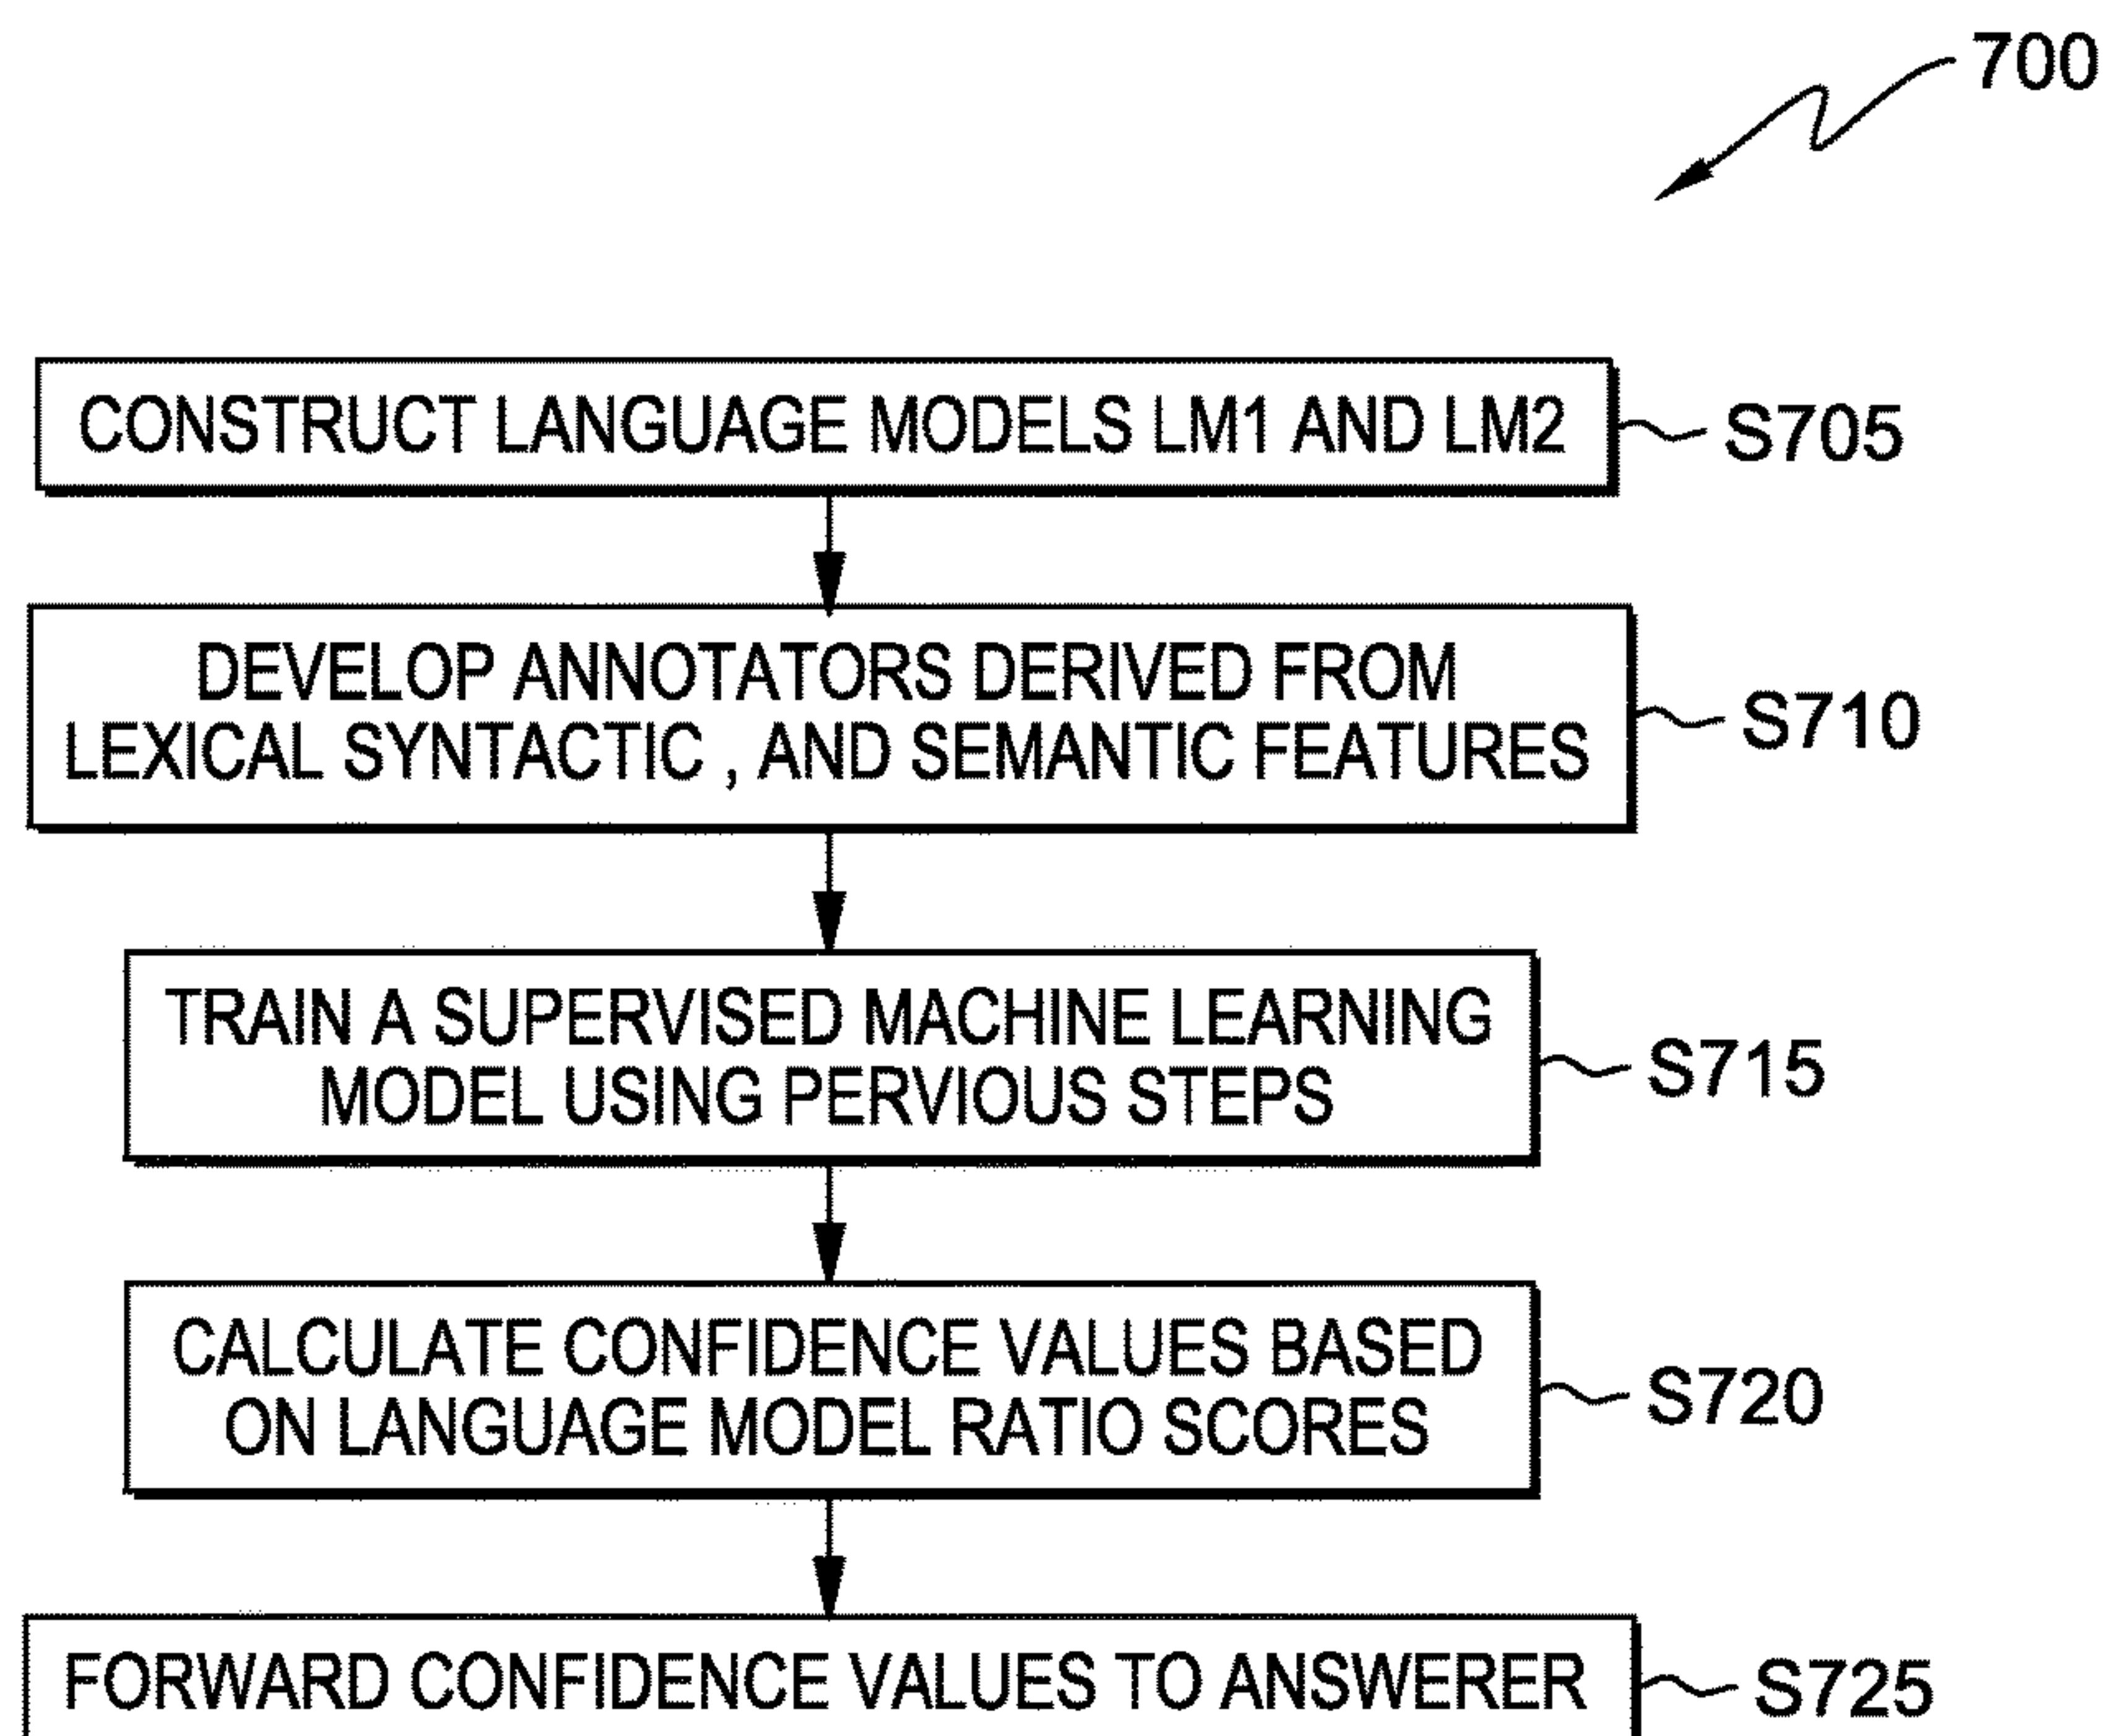 700
CONSTRUCT LANGUAGE MODELS LM1 AND LM2
S705
DEVELOP ANNOTATORS DERIVED FROM
LEXICAL SYNTACTIC , AND SEMANTIC FEATURES
S710
TRAIN A SUPERVISED MACHINE LEARNING
MODEL USING PERVIOUS STEPS
S715
CALCULATE CONFIDENCE VALUES BASED
ON LANGUAGE MODEL RATIO SCORES
S720
FORWARD CONFIDENCE VALUES TO ANSWERER
S725